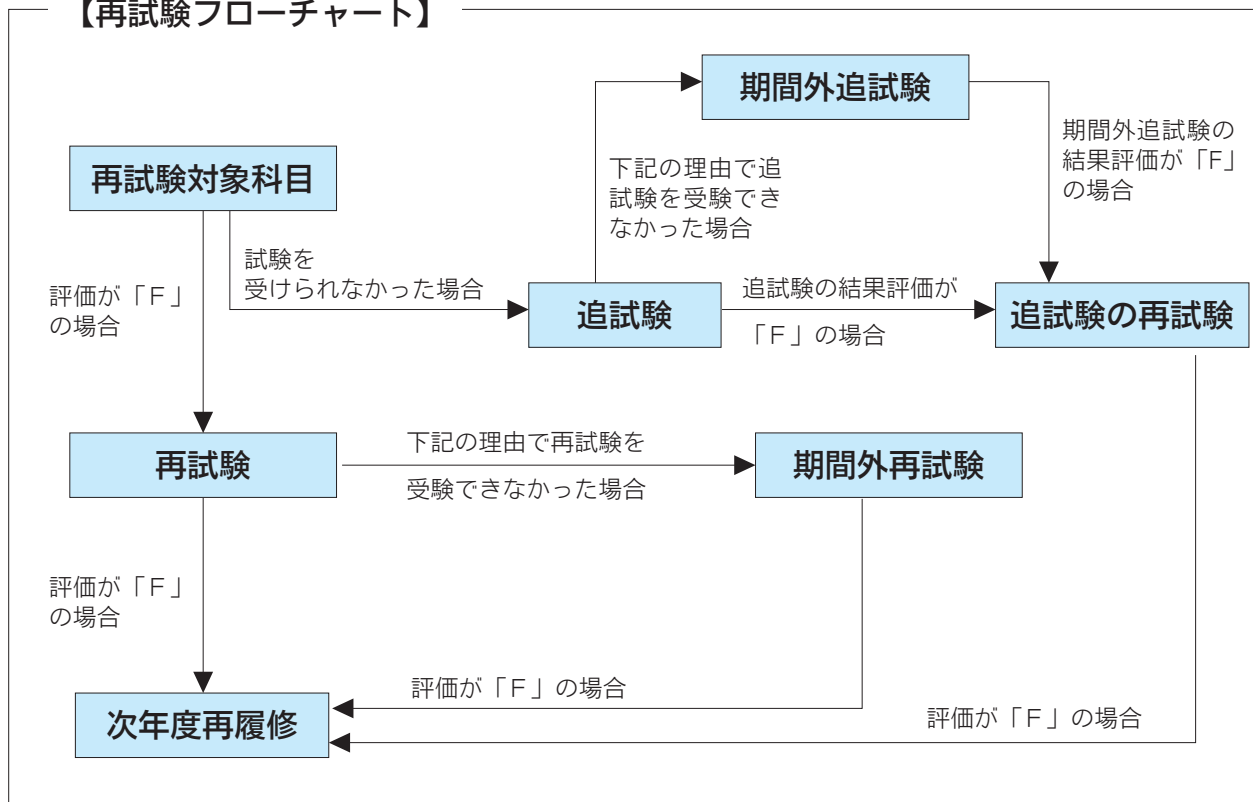 【再試験フローチャート】
期間外追試験
期間外追試験の
結果評価が「F」
の場合
下記の理由で追
試験を受験でき
なかった場合
再試験対象科目
試験を
受けられなかった場合
評価が「F」
の場合
追試験
追試験の結果評価が
「F」の場合
追試験の再試験
再試験
下記の理由で再試験を
受験できなかった場合
期間外再試験
評価が「F」
の場合
評価が「F」の場合
次年度再履修
評価が「F」の場合